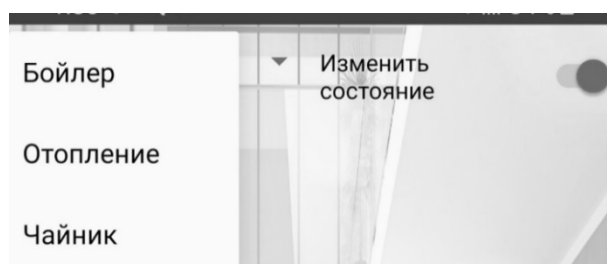 Бойлер
Изменить
состояние
Отопление
Чайник